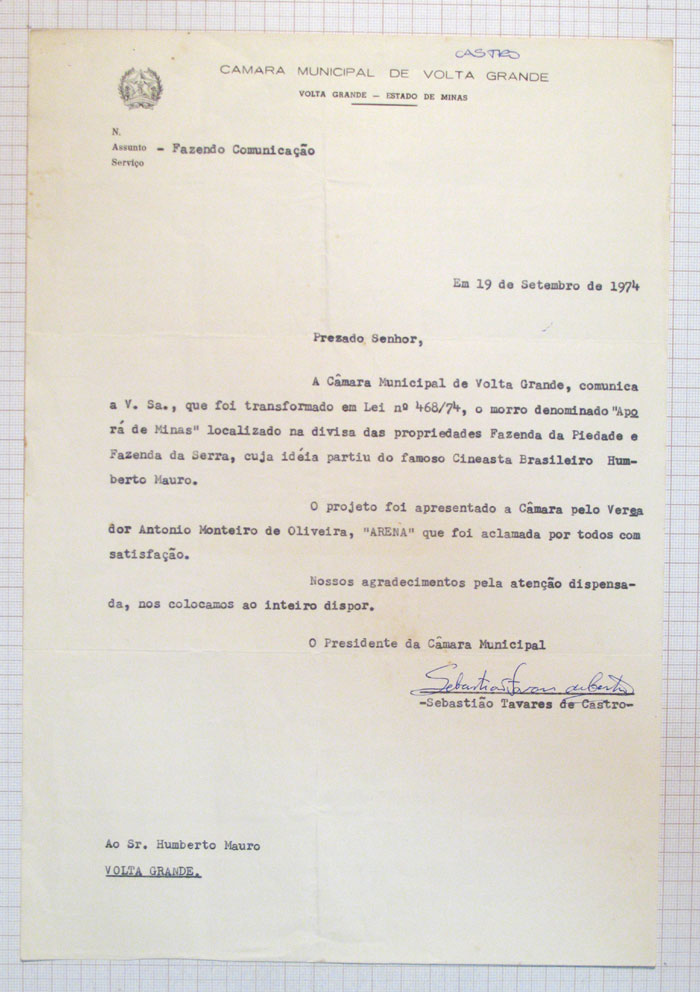 CASTRO
CAMARA MUNICIPAL DE VOLTA GRANDE
VOLTA GRANDE — ESTADO DE MINAS
N.
Assunto - Fazendo Comunicação
Serviço
Em 19 de Setembro de 1974
Prezado Senhor,
A Câmara Municipal de Volta Grande, comunica
a V. Sa., que foi transformado em Lei nº 468/74, o morro denominado "Apo
rá de Minas" localizado na divisa das propriedades Fazenda da Piedade e
Fazenda da Serra, cuja idéia partiu do famoso Cineasta Brasileiro Hum-
berto Mauro.
O projeto foi apresentado a Câmara pelo Verea
dor Antonio Monteiro de Oliveira, "ARENA" que foi aclamada por todos com
satisfação.
Nossos agradecimentos pela atenção dispensa-
da, nos colocamos ao inteiro dispor.
O Presidente da Câmara Municipal
Sebastião Tavares de Castro
-Sebastião Tavares de Castro-
Ao Sr. Humberto Mauro
VOLTA GRANDE.